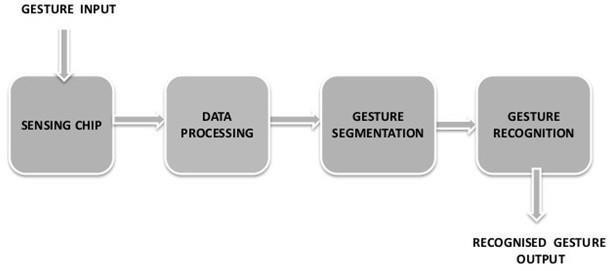 GESTURE INPUT
SENSING CHIP
DATA
PROCESSING
GESTURE
SEGMENTATION
GESTURE
RECOGNITION
RECOGNISED GESTURE
OUTPUT